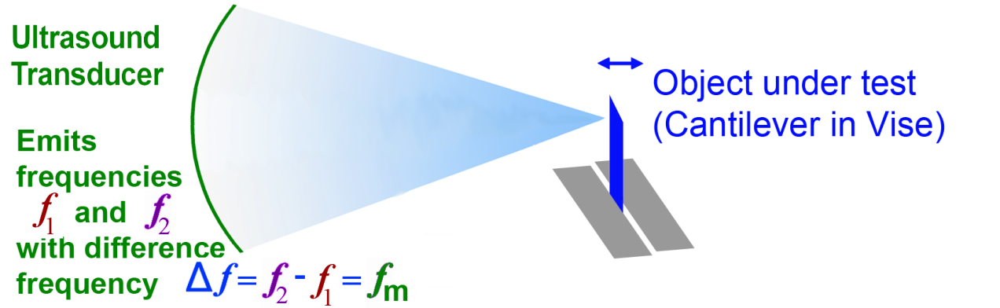 Ultrasound
Transducer
Emits
frequencies
f₁ and f₂
with difference
frequency Δf = f₂ - f₁ = fₘ
Object under test
(Cantilever in Vise)